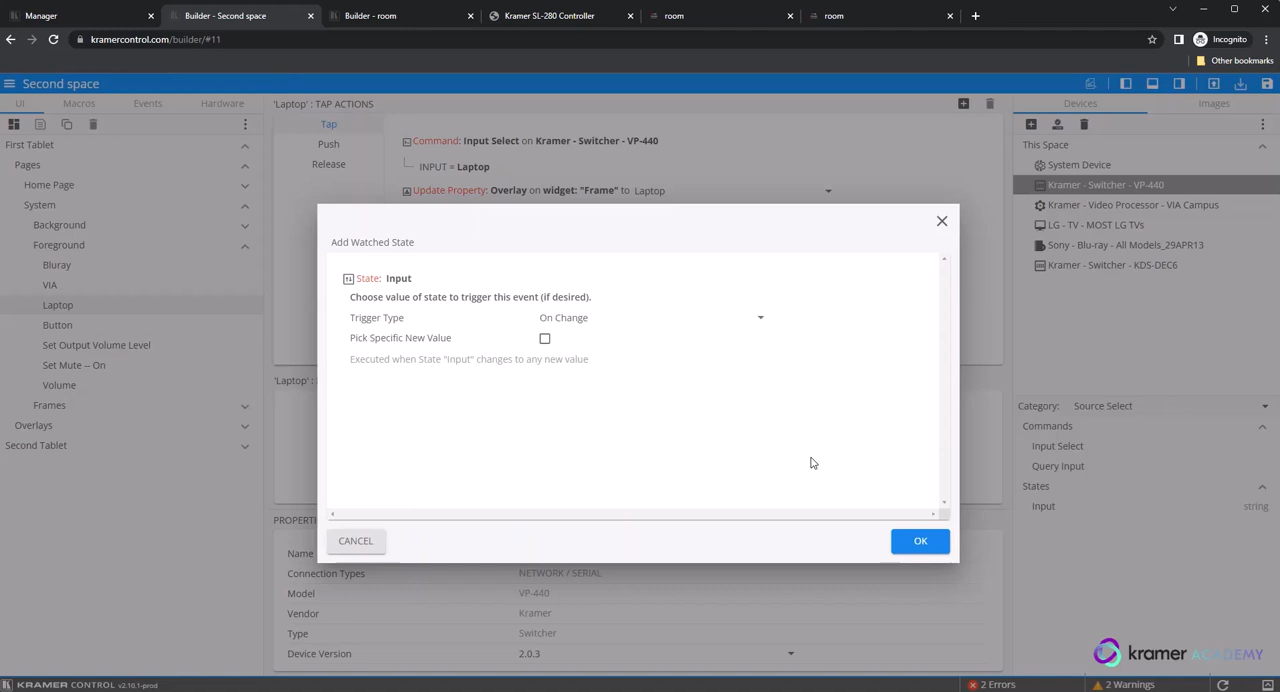 Manager
Builder - Second space
Builder - room
Kramer SL-280 Controller
room
room
kramercontrol.com/builder/#11
Incognito
Other bookmarks
Second space
UI
Macros
Events
Hardware
'Laptop' : TAP ACTIONS
Devices
Images
First Tablet
Pages
Home Page
System
Background
Foreground
Bluray
VIA
Laptop
Button
Set Output Volume Level
Set Mute -- On
Volume
Frames
Overlays
Second Tablet
Tap
Push
Release
Command: Input Select on Kramer - Switcher - VP-440
INPUT = Laptop
Update Property: Overlay on widget: "Frame" to Laptop
Add Watched State
State: Input
Choose value of state to trigger this event (if desired).
Trigger Type On Change
Pick Specific New Value
Executed when State "Input" changes to any new value
CANCEL
OK
'Laptop' :
PROPERTI
Name
Connection Types NETWORK / SERIAL
Model VP-440
Vendor Kramer
Type Switcher
Device Version 2.0.3
This Space
System Device
Kramer - Switcher - VP-440
Kramer - Video Processor - VIA Campus
LG - TV - MOST LG TVs
Sony - Blu-ray - All Models_29APR13
Kramer - Switcher - KDS-DEC6
Category: Source Select
Commands
Input Select
Query Input
States
Input string
kramer ACADEMY
KRAMER CONTROL v2.10.1-prod
2 Errors
2 Warnings